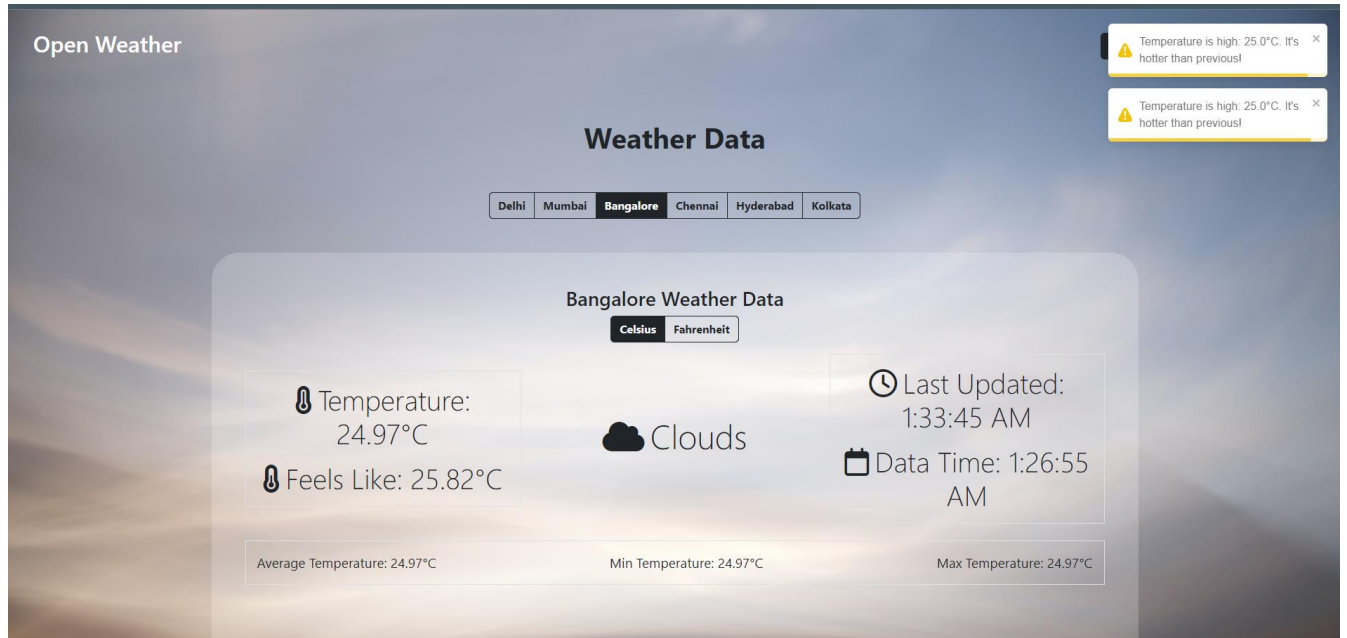 Open Weather
Temperature is high: 25.0°C. It's
hotter than previous!
Temperature is high: 25.0°C. It's
hotter than previous!
Weather Data
Delhi Mumbai Bangalore Chennai Hyderabad Kolkata
Bangalore Weather Data
Celsius Fahrenheit
Temperature:
24.97°C
Feels Like: 25.82°C
Clouds
Last Updated:
1:33:45 AM
Data Time: 1:26:55
AM
Average Temperature: 24.97°C
Min Temperature: 24.97°C
Max Temperature: 24.97°C